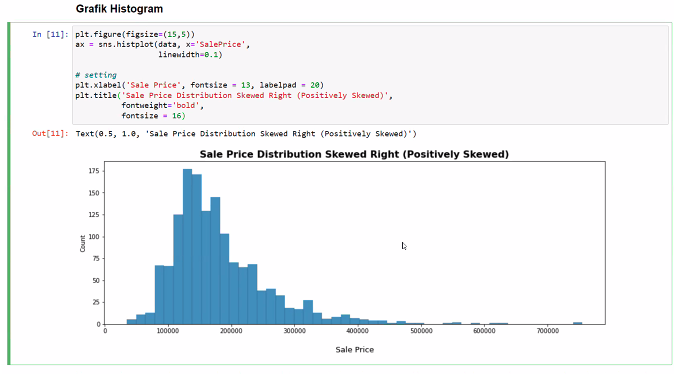 Grafik Histogram
In [11]: plt.figure(figsize=(15,5))
ax = sns.histplot(data, x='SalePrice',
linewidth=0.1)
# setting
plt.xlabel('Sale Price', fontsize = 13, labelpad = 20)
plt.title('Sale Price Distribution Skewed Right (Positively Skewed)',
fontweight='bold',
fontsize = 16)
Out[11]: Text(0.5, 1.0, 'Sale Price Distribution Skewed Right (Positively Skewed)')
Sale Price Distribution Skewed Right (Positively Skewed)
175
150
125
100
75
50
25
0
Count
0 100000 200000 300000 400000 500000 600000 700000
Sale Price